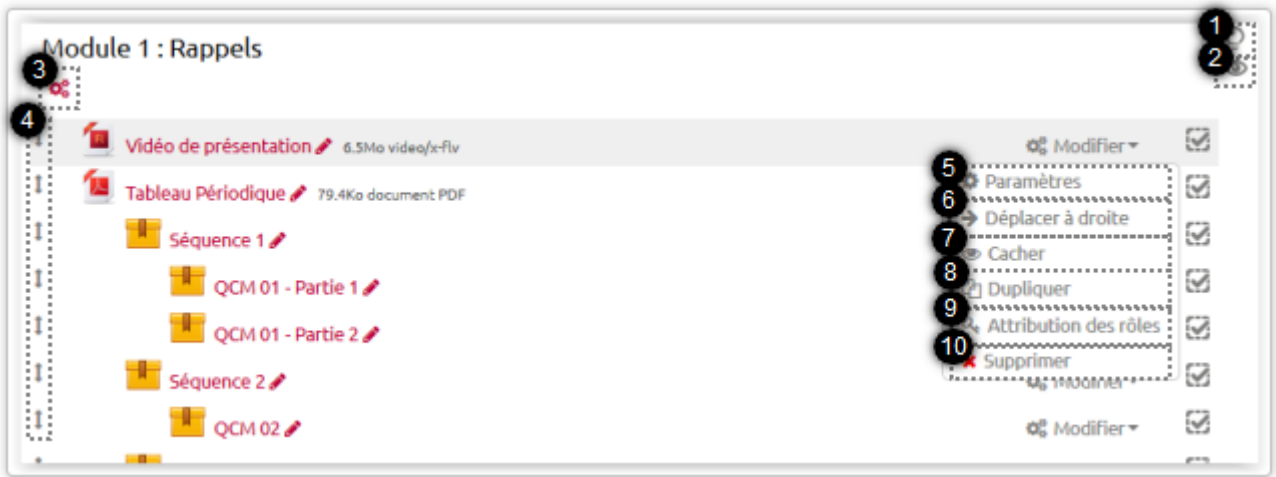 1
Module 1 : Rappels
2
3
4
Vidéo de présentation 6.5Mo video/x-flv Modifier
5
Paramètres
Tableau Périodique 79.4Ko document PDF
6
Déplacer à droite
7
Séquence 1
Cacher
8
QCM 01 - Partie 1
Dupliquer
9
QCM 01 - Partie 2
Attribution des rôles
10
Supprimer
Séquence 2
Modifier
QCM 02 Modifier